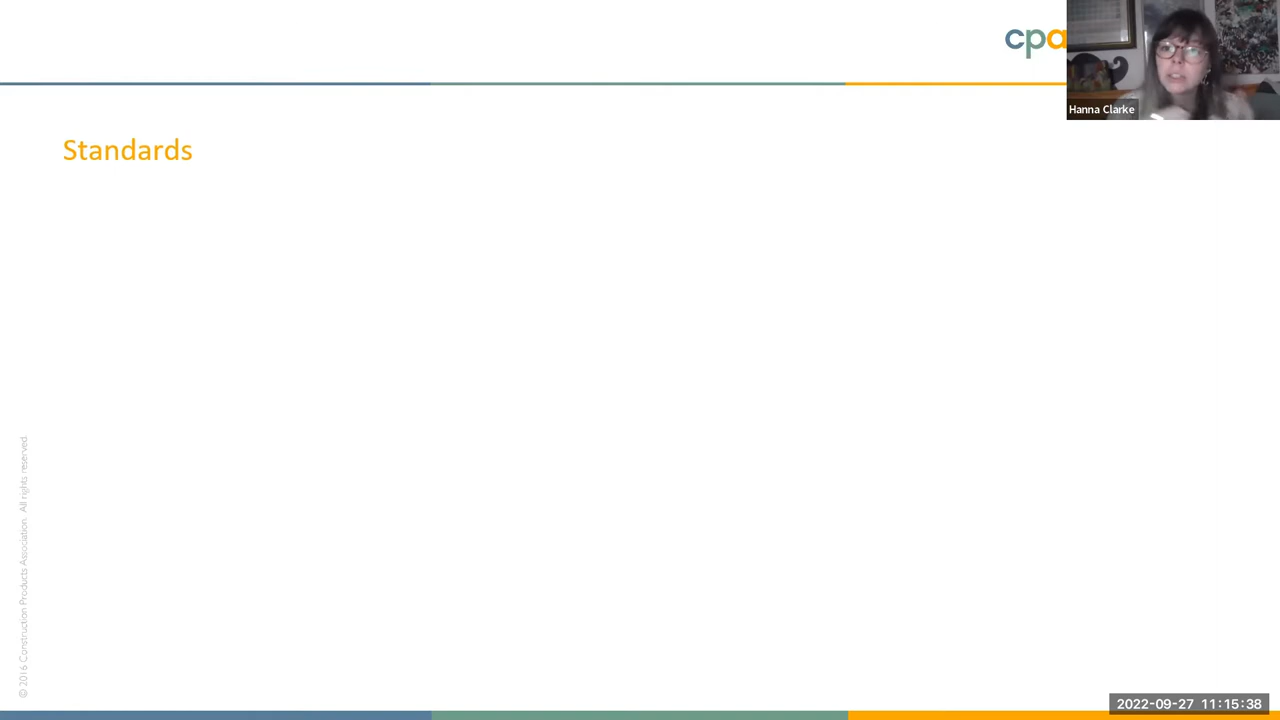 cpa
Hanna Clarke
Standards
© 2016 Construction Products Association. All rights reserved.
2022-09-27 11:15:38